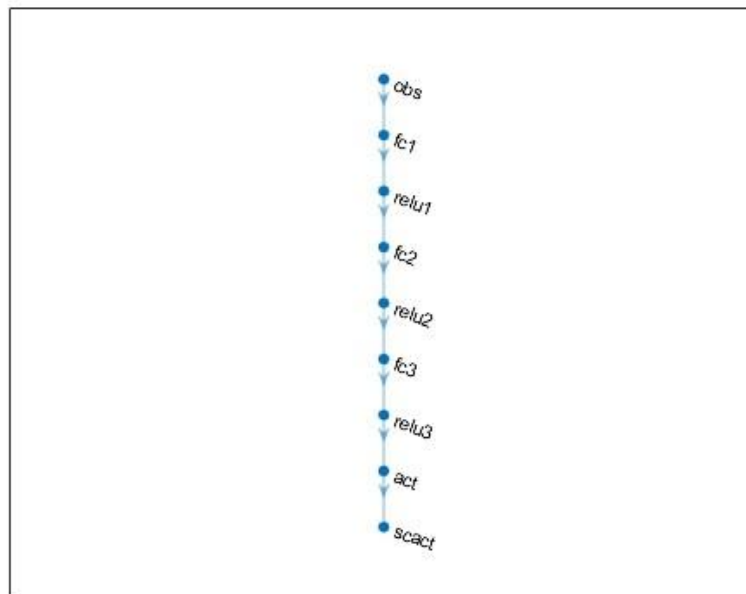 obs
fc1
relu1
fc2
relu2
fc3
relu3
act
scact